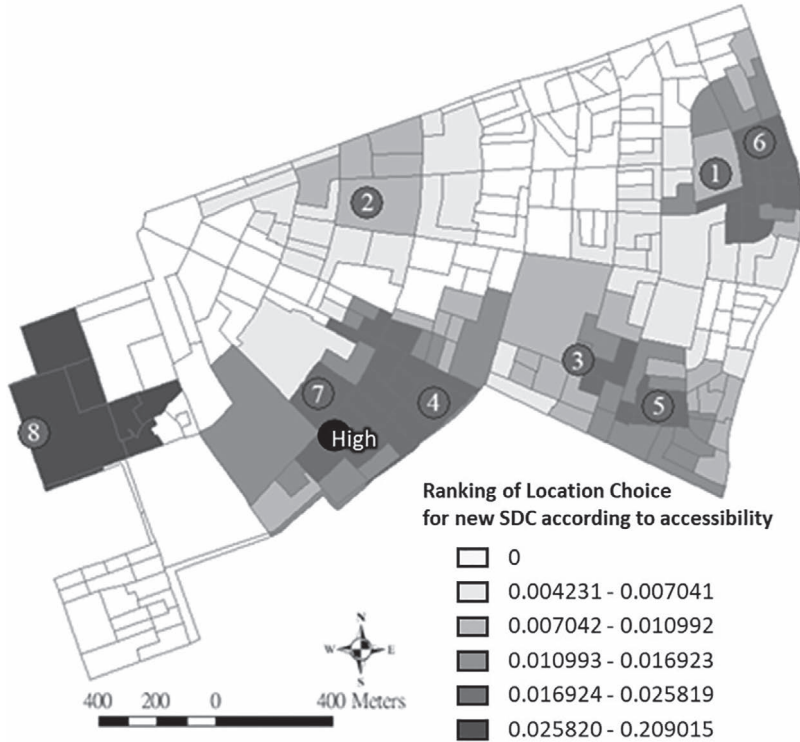 6
1
2
3
7
4
5
8
High
Ranking of Location Choice
for new SDC according to accessibility
0
0.004231 - 0.007041
0.007042 - 0.010992
0.010993 - 0.016923
0.016924 - 0.025819
0.025820 - 0.209015
N
W E
S
400 200 0 400 Meters